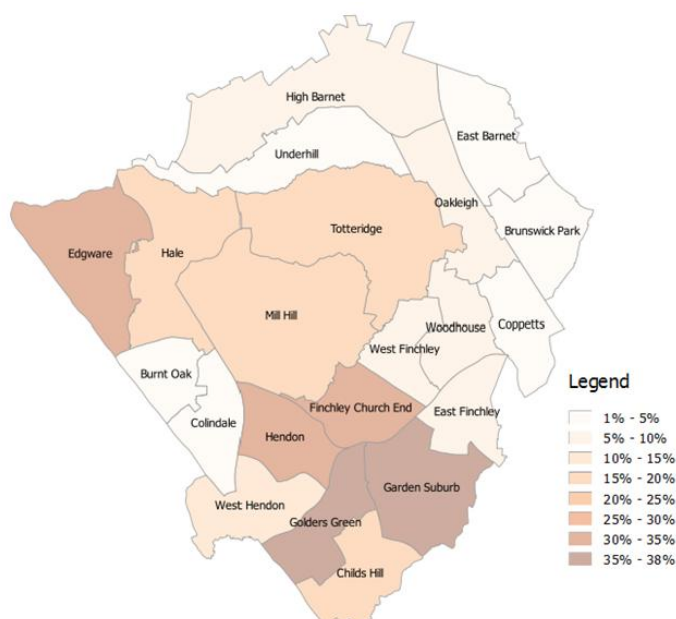 High Barnet
East Barnet
Underhill
Oakleigh
Brunswick Park
Totteridge
Edgware
Hale
Mill Hill
Coppetts
Woodhouse
West Finchley
Burnt Oak
Finchley Church End
East Finchley
Colindale
Hendon
Garden Suburb
West Hendon
Golders Green
Childs Hill
Legend
1% - 5%
5% - 10%
10% - 15%
15% - 20%
20% - 25%
25% - 30%
30% - 35%
35% - 38%